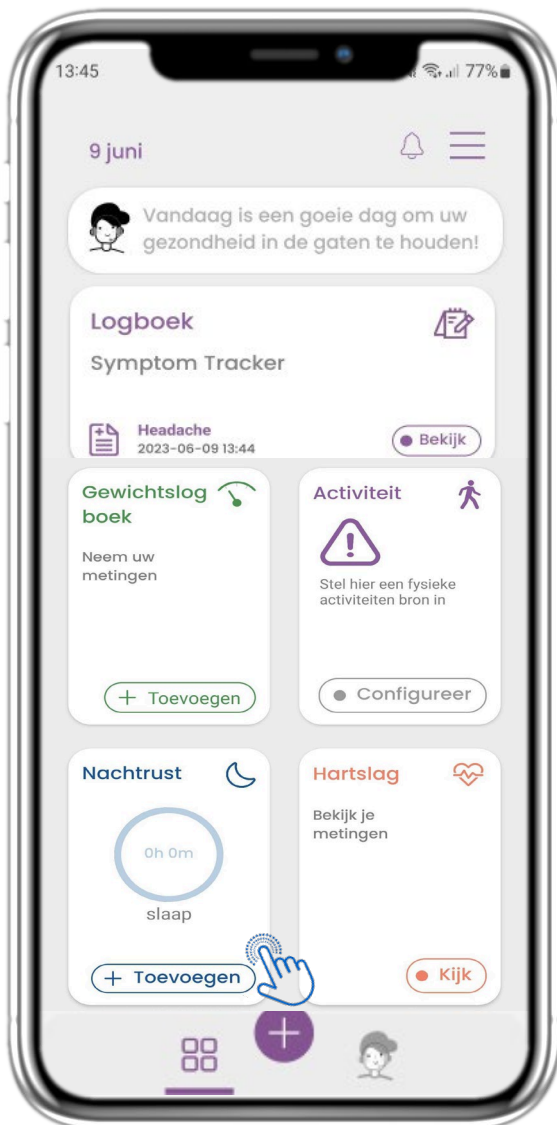 13:45
77%
9 juni
Vandaag is een goeie dag om uw
gezondheid in de gaten te houden!
Logboek
Symptom Tracker
Headache
2023-06-09 13:44
Bekijk
Gewichtslog
boek
Neem uw
metingen
+ Toevoegen
Activiteit
Stel hier een fysieke
activiteiten bron in
Configureer
Nachtrust
0h 0m
slaap
+ Toevoegen
Hartslag
Bekijk je
metingen
Kijk